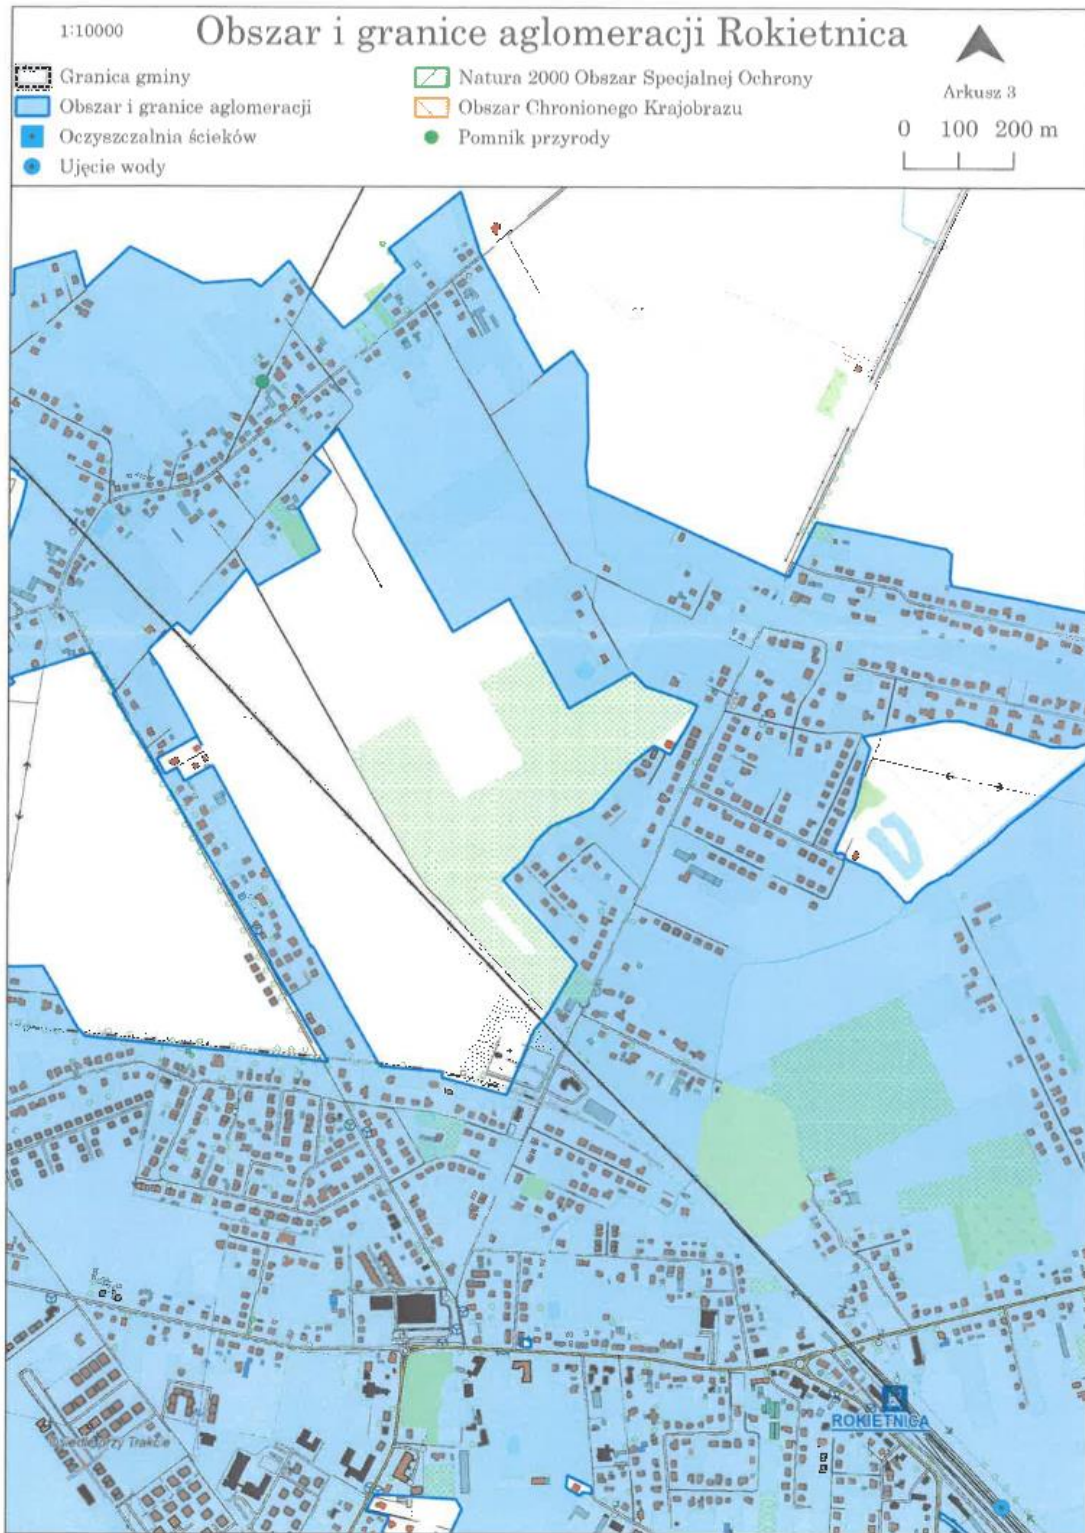 1:10000
Obszar i granice aglomeracji Rokietnica
Granica gminy
Obszar i granice aglomeracji
Oczyszczalnia ścieków
Ujęcie wody
Natura 2000 Obszar Specjalnej Ochrony
Obszar Chronionego Krajobrazu
Pomnik przyrody
Arkusz 3
0 100 200 m
ROKIETNICA
Trakcie